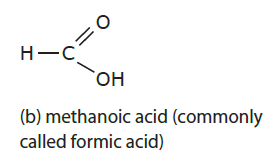 O
H–C
OH
(b) methanoic acid (commonly
called formic acid)